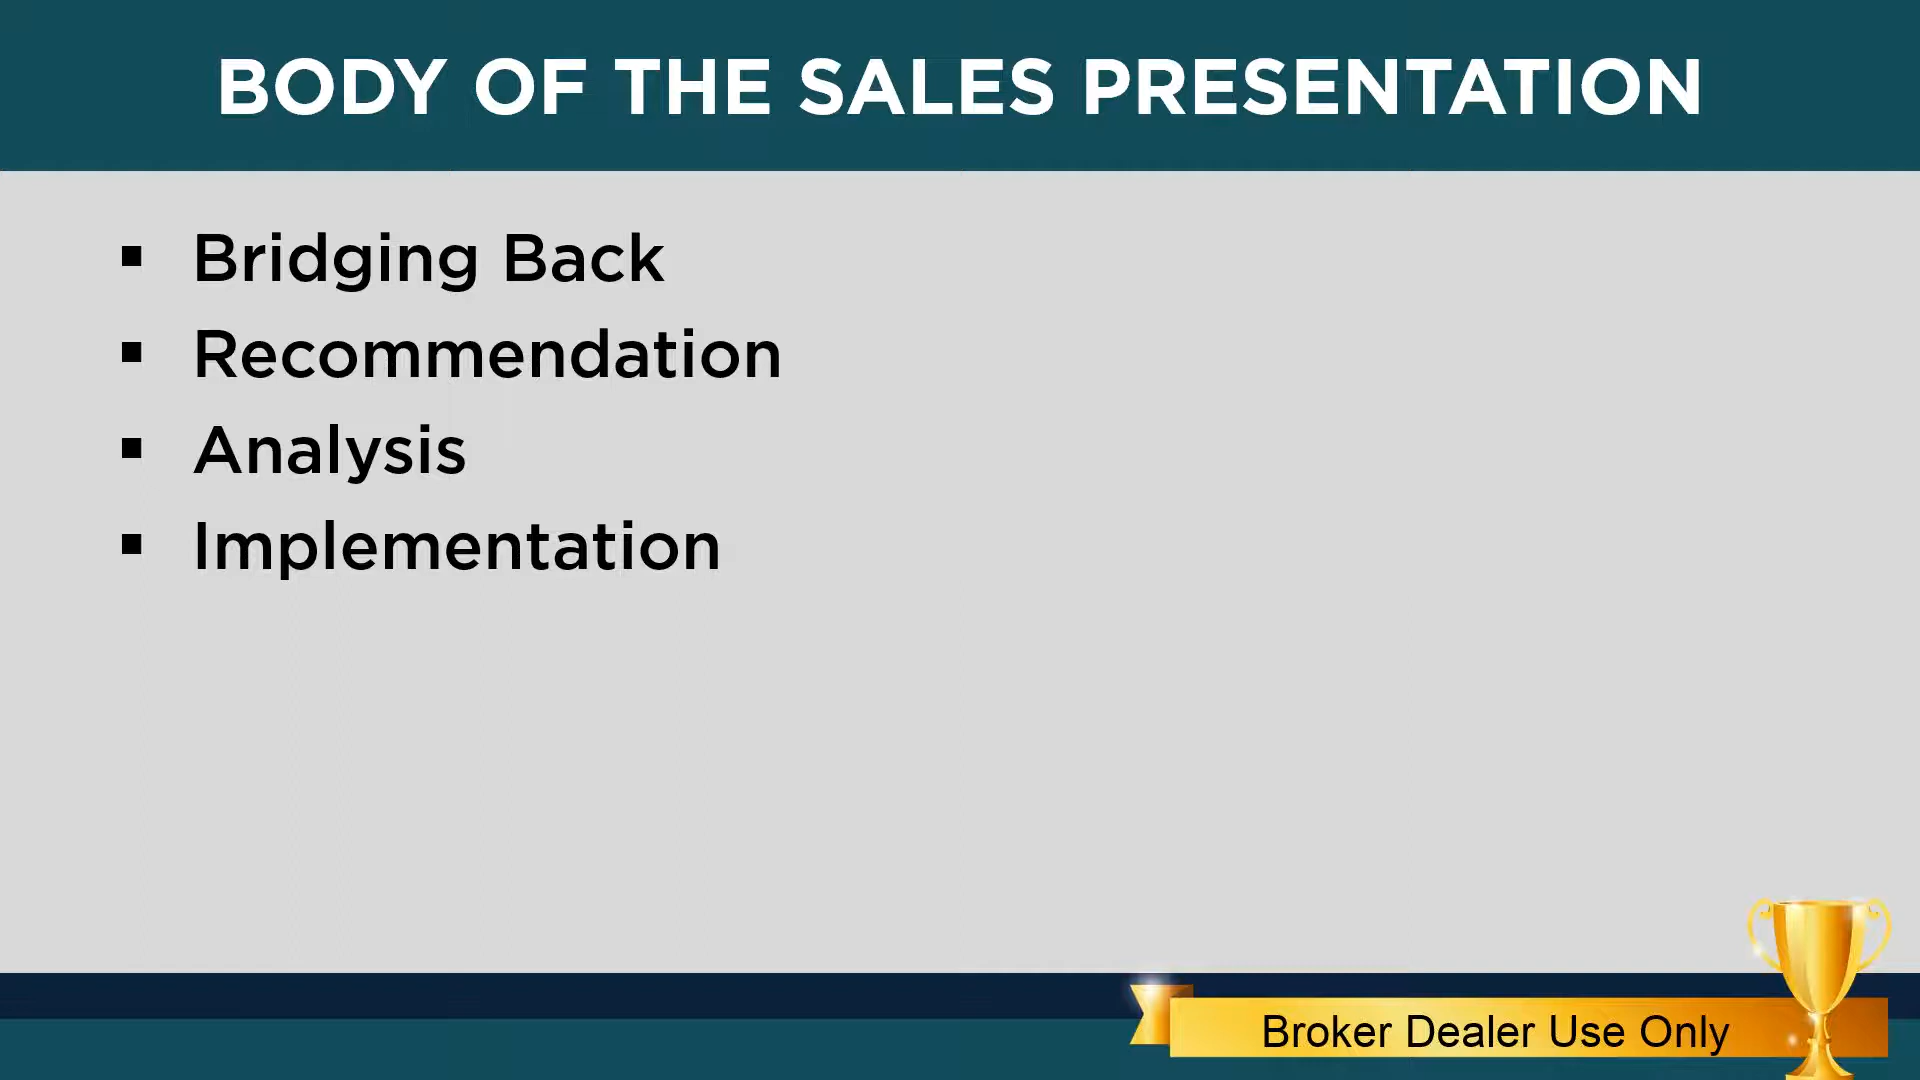 BODY OF THE SALES PRESENTATION
▪ Bridging Back
▪ Recommendation
▪ Analysis
▪ Implementation
Broker Dealer Use Only